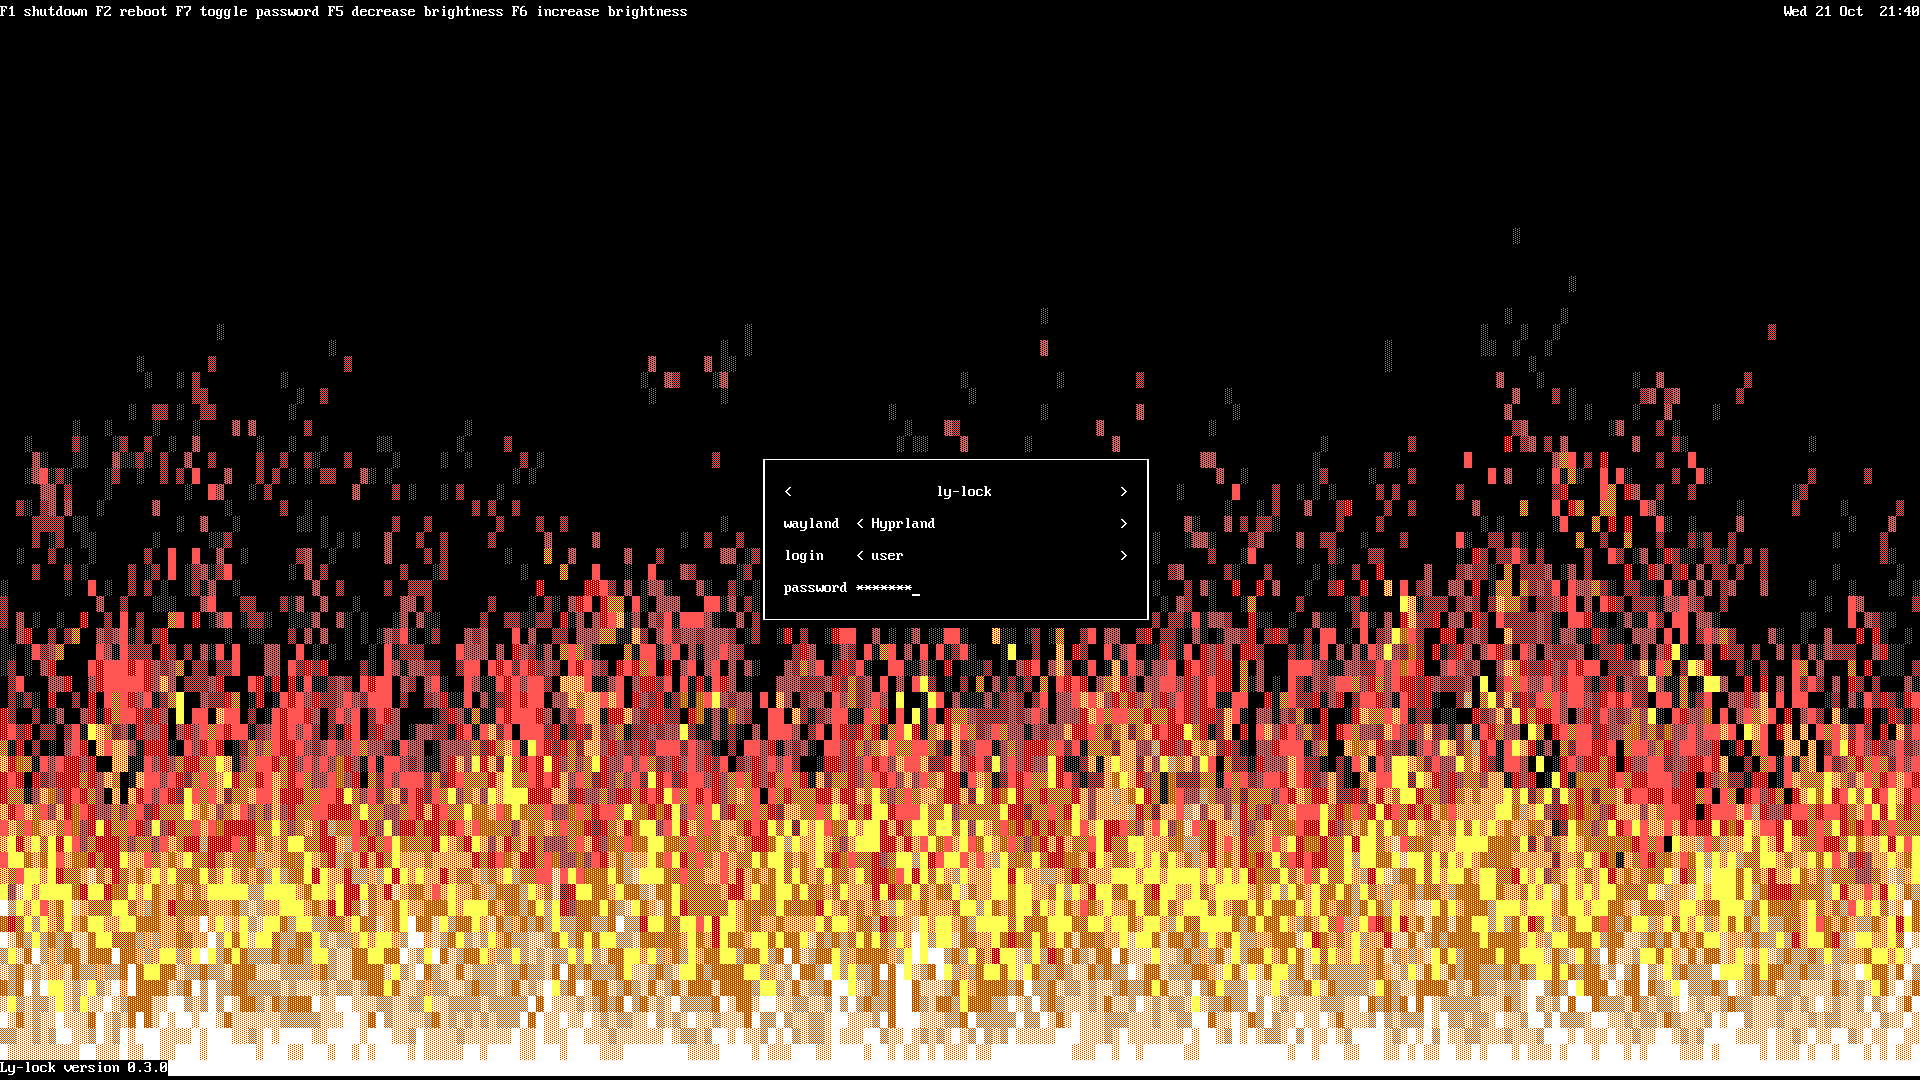 F1 shutdown F2 reboot F7 toggle password F5 decrease brightness F6 increase brightness
Wed 21 Oct  21:40
< ly-lock >
wayland < Hyprland >
login < user >
password *******_
Ly-lock version 0.3.0